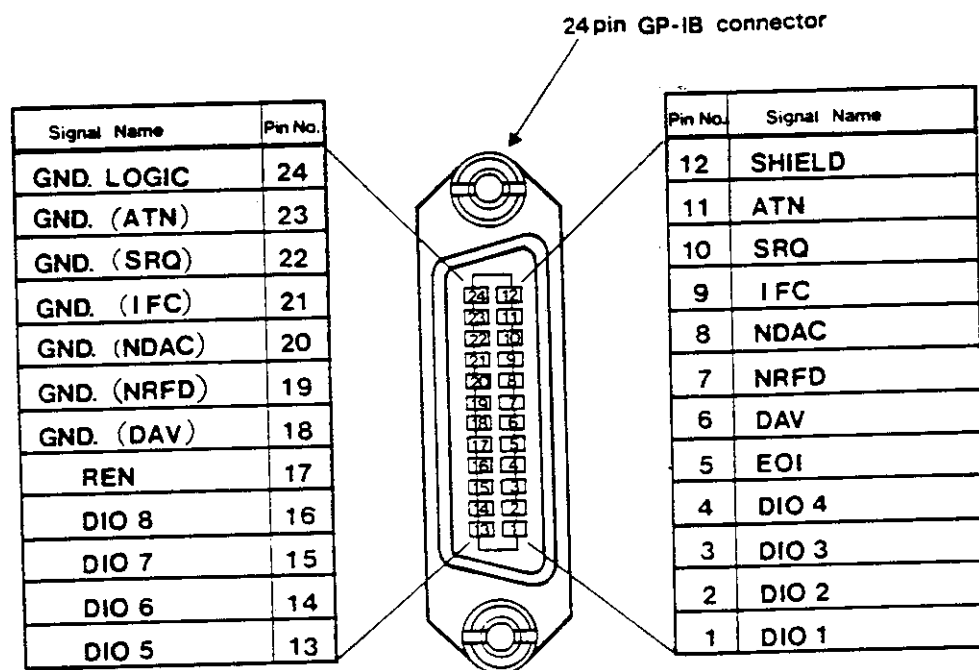 24 pin GP-IB connector
Signal Name Pin No.
GND. LOGIC 24
GND. (ATN) 23
GND. (SRQ) 22
GND. (IFC) 21
GND. (NDAC) 20
GND. (NRFD) 19
GND. (DAV) 18
REN 17
DIO 8 16
DIO 7 15
DIO 6 14
DIO 5 13
24 12
23 11
22 10
21 9
20 8
19 7
18 6
17 5
16 4
15 3
14 2
13 1
Pin No. Signal Name
12 SHIELD
11 ATN
10 SRQ
9 IFC
8 NDAC
7 NRFD
6 DAV
5 EOI
4 DIO 4
3 DIO 3
2 DIO 2
1 DIO 1